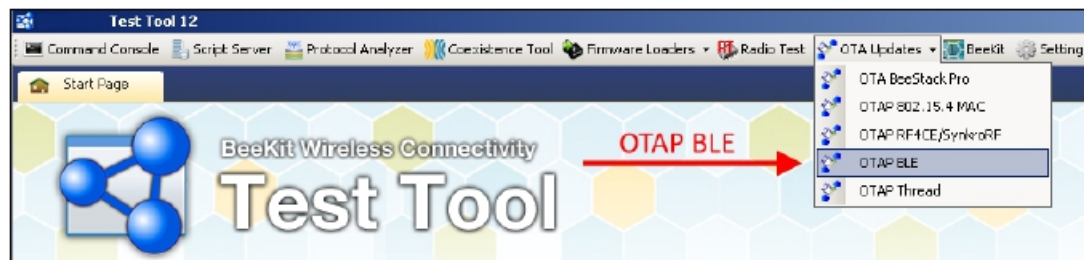 Test Tool 12
Command Console Script Server Protocol Analyzer Coexistence Tool Firmware Loaders Radio Test OTA Updates BeeKit Setting
Start Page
OTA BeeStack Pro
OTAP 802.15.4 MAC
OTAP RF4CE/SynkroRF
OTAP BLE
OTAP Thread
BeeKit Wireless Connectivity
Test Tool
OTAP BLE